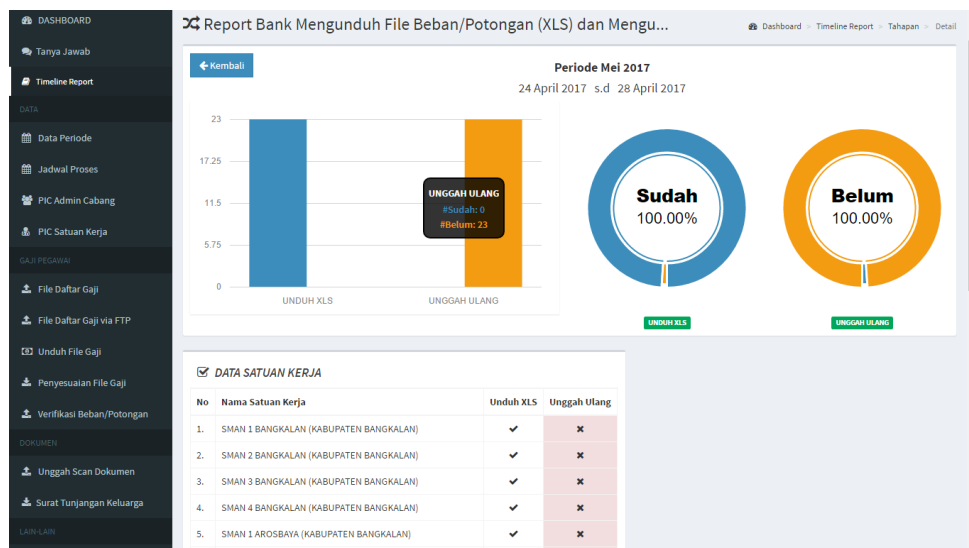 DASHBOARD
Tanya Jawab
Timeline Report
DATA
Data Periode
Jadwal Proses
PIC Admin Cabang
PIC Satuan Kerja
GAJI PEGAWAI
File Daftar Gaji
File Daftar Gaji via FTP
Unduh File Gaji
Penyesuaian File Gaji
Verifikasi Beban/Potongan
DOKUMEN
Unggah Scan Dokumen
Surat Tunjangan Keluarga
LAIN-LAIN
Report Bank Mengunduh File Beban/Potongan (XLS) dan Mengu...
Dashboard > Timeline Report > Tahapan > Detail
Kembali
Periode Mei 2017
24 April 2017 s.d 28 April 2017
23
17.25
11.5
5.75
0
UNDUH XLS
UNGGAH ULANG
UNGGAH ULANG
#Sudah: 0
#Belum: 23
Sudah
100.00%
UNDUH XLS
Belum
100.00%
UNGGAH ULANG
DATA SATUAN KERJA
No Nama Satuan Kerja Unduh XLS Unggah Ulang
1. SMAN 1 BANGKALAN (KABUPATEN BANGKALAN)
2. SMAN 2 BANGKALAN (KABUPATEN BANGKALAN)
3. SMAN 3 BANGKALAN (KABUPATEN BANGKALAN)
4. SMAN 4 BANGKALAN (KABUPATEN BANGKALAN)
5. SMAN 1 AROSBAYA (KABUPATEN BANGKALAN)